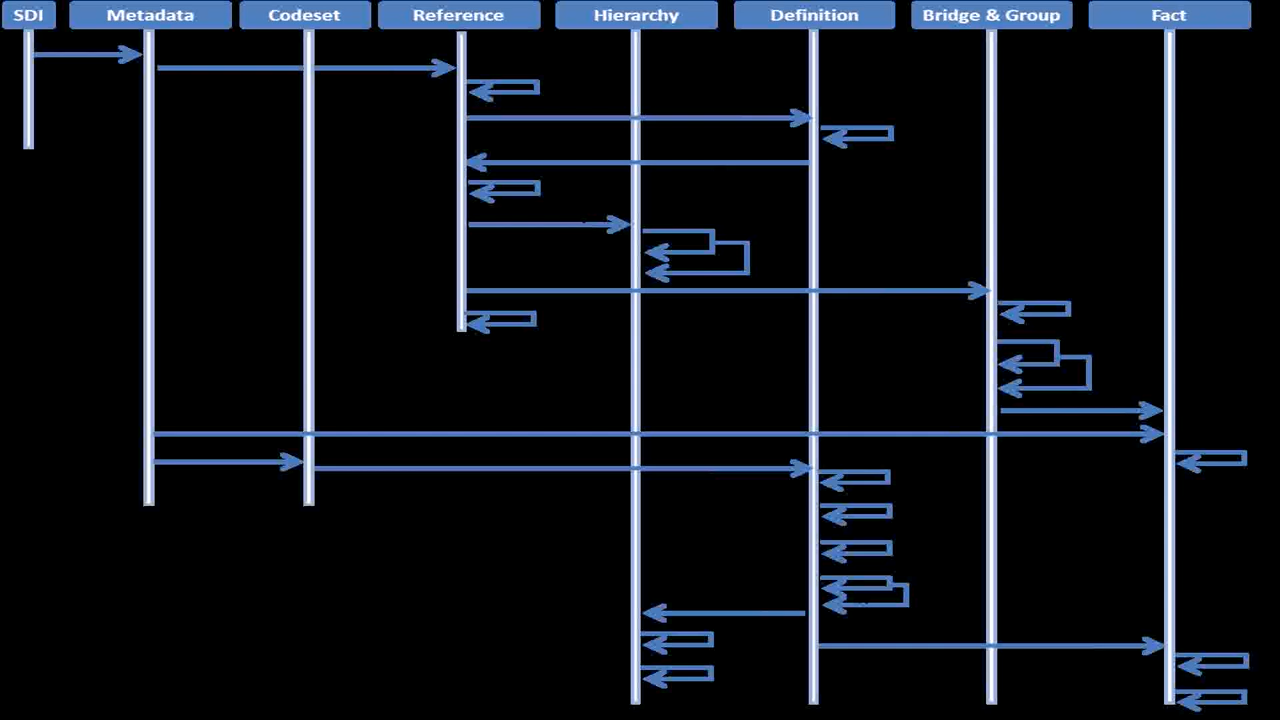 SDI
Metadata
Codeset
Reference
Hierarchy
Definition
Bridge & Group
Fact